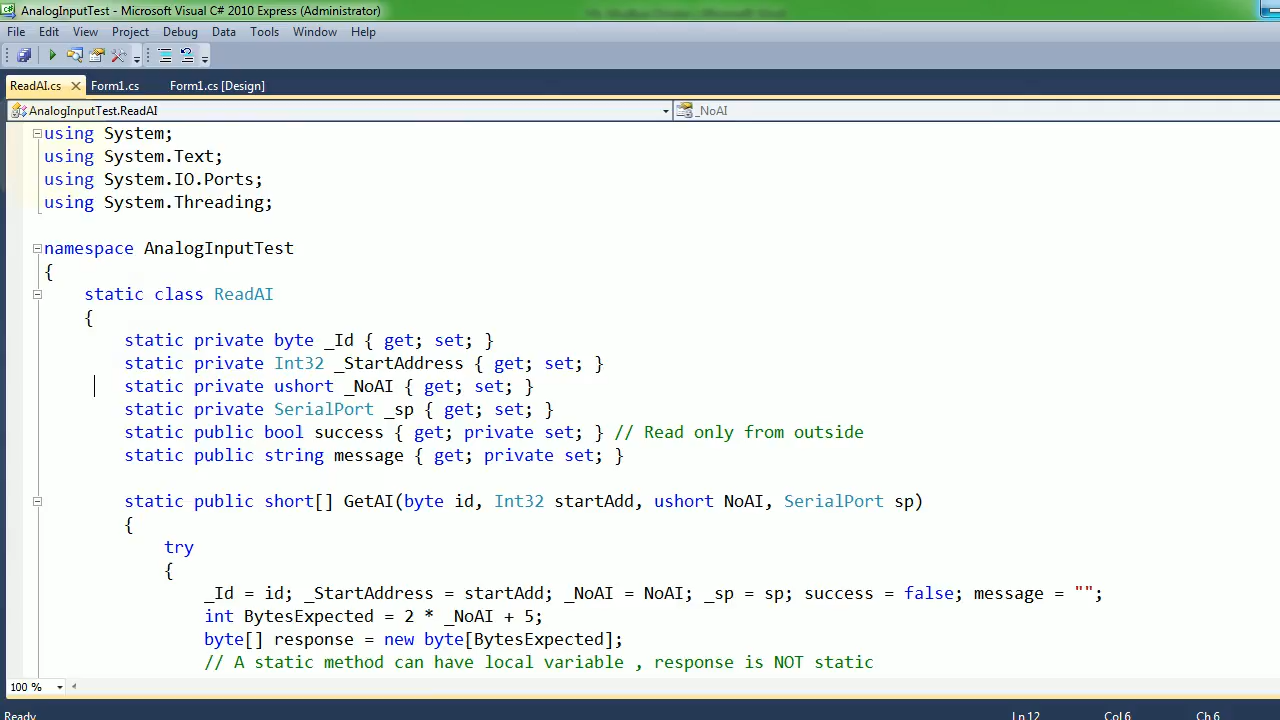 AnalogInputTest - Microsoft Visual C# 2010 Express (Administrator)
File Edit View Project Debug Data Tools Window Help
ReadAI.cs Form1.cs Form1.cs [Design]
AnalogInputTest.ReadAI _NoAI
using System;
using System.Text;
using System.IO.Ports;
using System.Threading;
namespace AnalogInputTest
{
static class ReadAI
{
static private byte _Id { get; set; }
static private Int32 _StartAddress { get; set; }
static private ushort _NoAI { get; set; }
static private SerialPort _sp { get; set; }
static public bool success { get; private set; } // Read only from outside
static public string message { get; private set; }
static public short[] GetAI(byte id, Int32 startAdd, ushort NoAI, SerialPort sp)
{
try
{
_Id = id; _StartAddress = startAdd; _NoAI = NoAI; _sp = sp; success = false; message = "";
int BytesExpected = 2 * _NoAI + 5;
byte[] response = new byte[BytesExpected];
// A static method can have local variable , response is NOT static
100 %
Ready Ln 12 Col 6 Ch 6